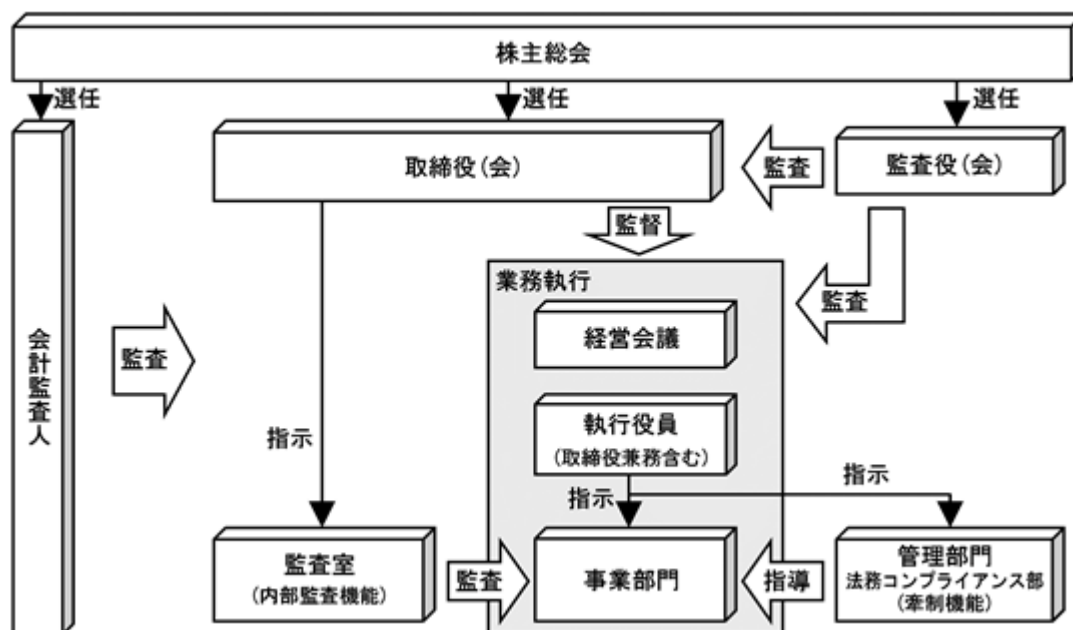 株主総会
選任
選任
選任
取締役(会)
監査
監査役(会)
監督
業務執行
監査
経営会議
会計監査人
監査
執行役員
(取締役兼務含む)
指示
指示
指示
監査室
(内部監査機能)
監査
事業部門
指導
管理部門
法務コンプライアンス部
(牽制機能)